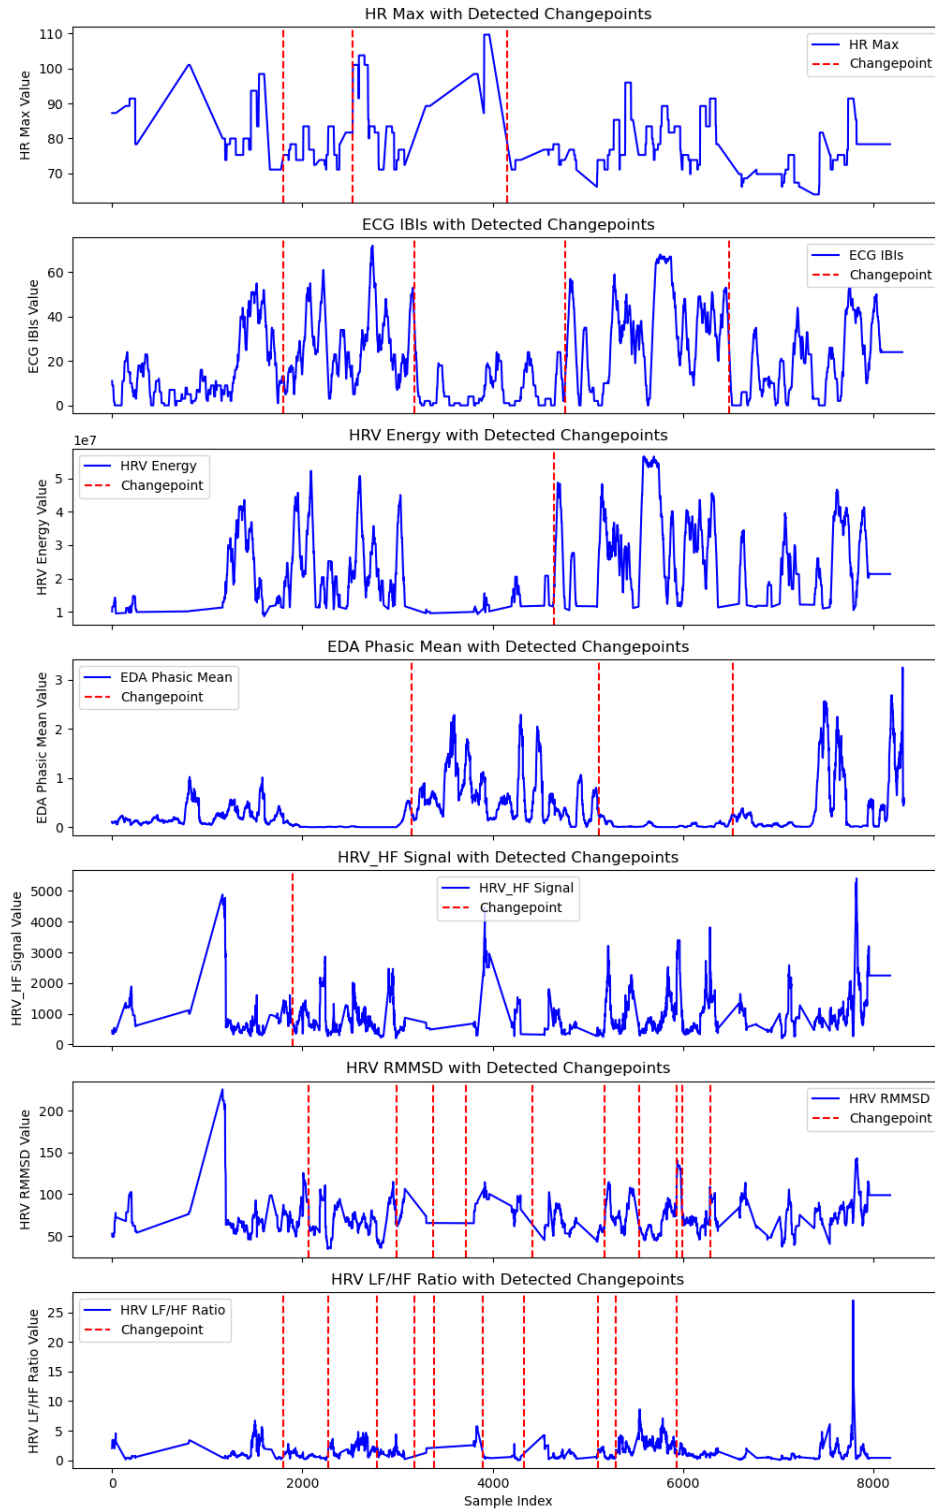 HR Max with Detected Changepoints
110
100
90
80
70
HR Max Value
HR Max
Changepoint
ECG IBIs with Detected Changepoints
60
40
20
0
ECG IBIs Value
ECG IBIs
Changepoint
HRV Energy with Detected Changepoints
1e7
5
4
3
2
1
HRV Energy Value
HRV Energy
Changepoint
EDA Phasic Mean with Detected Changepoints
3
2
1
0
EDA Phasic Mean Value
EDA Phasic Mean
Changepoint
HRV_HF Signal with Detected Changepoints
5000
4000
3000
2000
1000
0
HRV_HF Signal Value
HRV_HF Signal
Changepoint
HRV RMMSD with Detected Changepoints
200
150
100
50
HRV RMMSD Value
HRV RMMSD
Changepoint
HRV LF/HF Ratio with Detected Changepoints
25
20
15
10
5
0
HRV LF/HF Ratio Value
HRV LF/HF Ratio
Changepoint
0 2000 4000 6000 8000
Sample Index